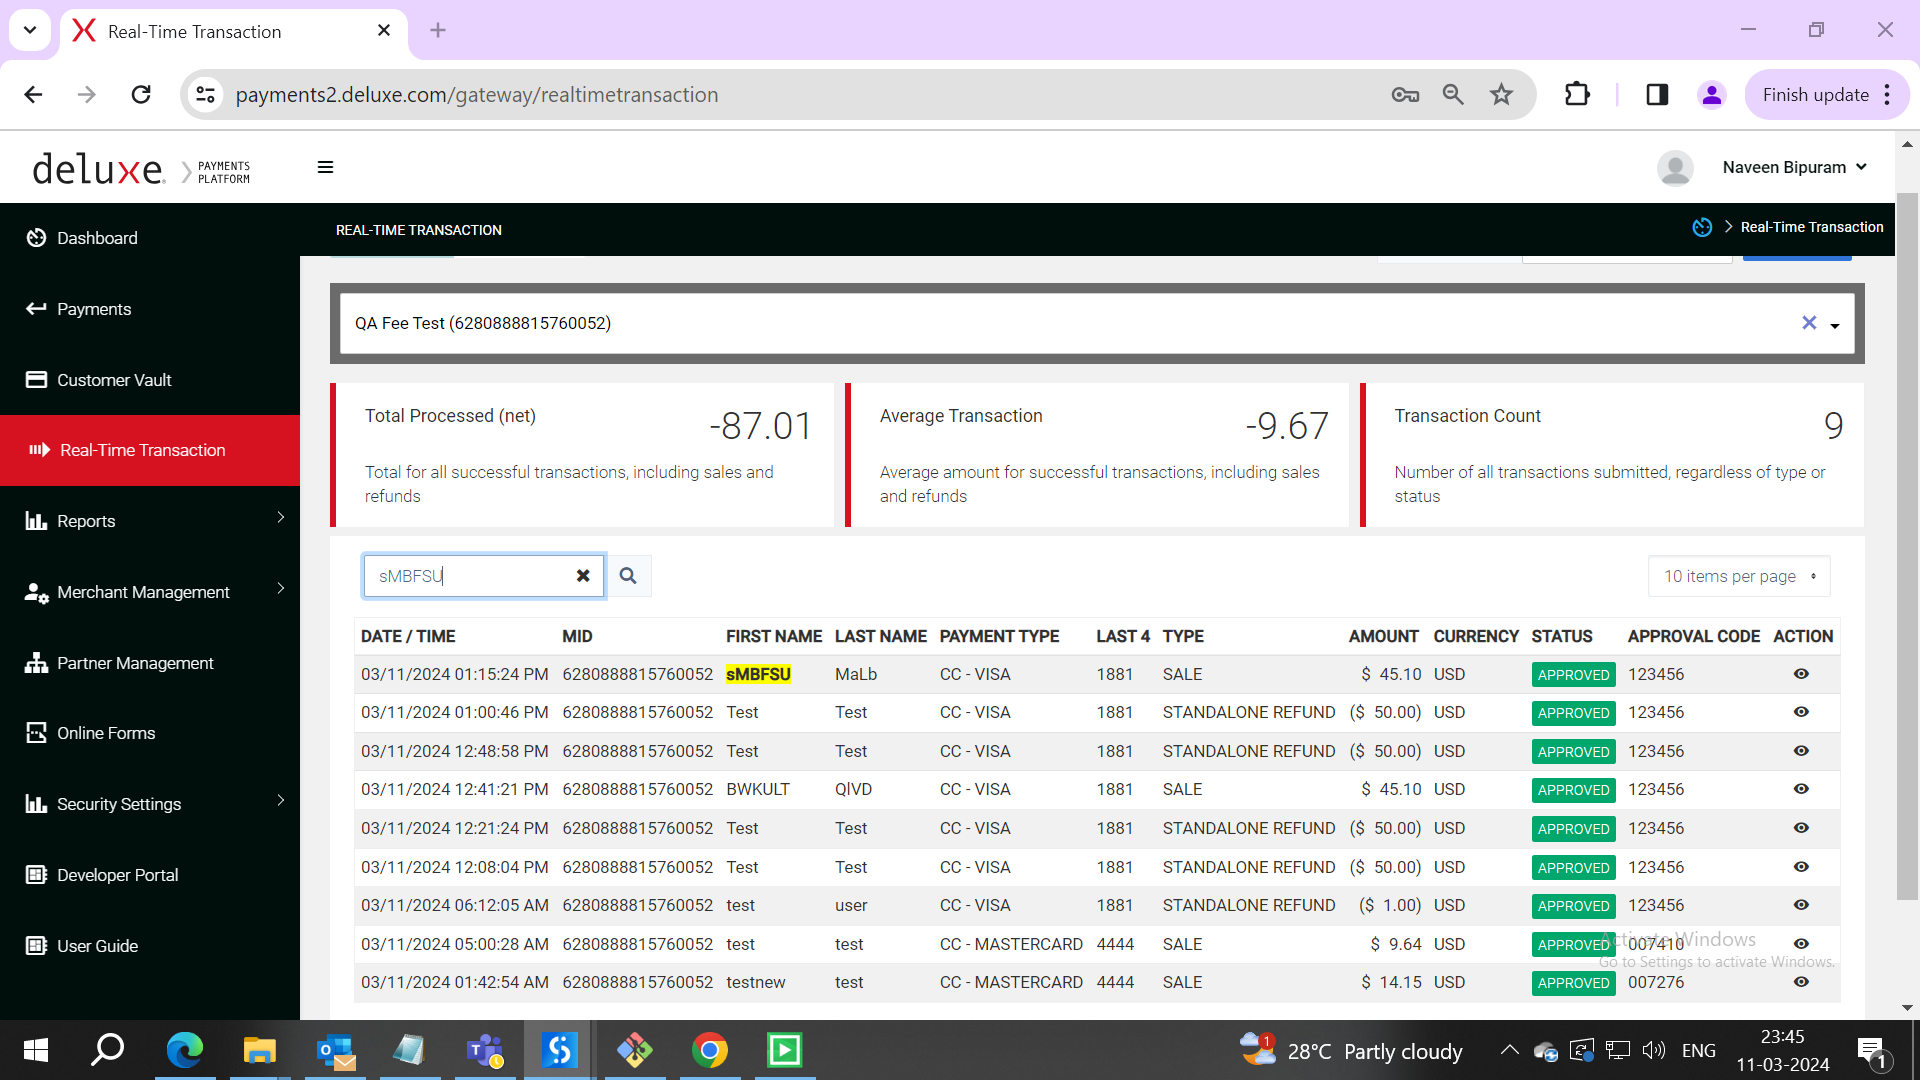 Real-Time Transaction
payments2.deluxe.com/gateway/realtimetransaction
Finish update
deluxe. PAYMENTS PLATFORM
Naveen Bipuram
REAL-TIME TRANSACTION
Real-Time Transaction
Dashboard
Payments
Customer Vault
Real-Time Transaction
Reports
Merchant Management
Partner Management
Online Forms
Security Settings
Developer Portal
User Guide
QA Fee Test (6280888815760052)
Total Processed (net) -87.01
Total for all successful transactions, including sales and
refunds
Average Transaction -9.67
Average amount for successful transactions, including sales
and refunds
Transaction Count 9
Number of all transactions submitted, regardless of type or
status
sMBFSU
10 items per page
DATE / TIME MID FIRST NAME LAST NAME PAYMENT TYPE LAST 4 TYPE AMOUNT CURRENCY STATUS APPROVAL CODE ACTION
03/11/2024 01:15:24 PM 6280888815760052 sMBFSU MaLb CC - VISA 1881 SALE $ 45.10 USD APPROVED 123456
03/11/2024 01:00:46 PM 6280888815760052 Test Test CC - VISA 1881 STANDALONE REFUND ($ 50.00) USD APPROVED 123456
03/11/2024 12:48:58 PM 6280888815760052 Test Test CC - VISA 1881 STANDALONE REFUND ($ 50.00) USD APPROVED 123456
03/11/2024 12:41:21 PM 6280888815760052 BWKULT QlVD CC - VISA 1881 SALE $ 45.10 USD APPROVED 123456
03/11/2024 12:21:24 PM 6280888815760052 Test Test CC - VISA 1881 STANDALONE REFUND ($ 50.00) USD APPROVED 123456
03/11/2024 12:08:04 PM 6280888815760052 Test Test CC - VISA 1881 STANDALONE REFUND ($ 50.00) USD APPROVED 123456
03/11/2024 06:12:05 AM 6280888815760052 test user CC - VISA 1881 STANDALONE REFUND ($ 1.00) USD APPROVED 123456
03/11/2024 05:00:28 AM 6280888815760052 test test CC - MASTERCARD 4444 SALE $ 9.64 USD APPROVED 007410
03/11/2024 01:42:54 AM 6280888815760052 testnew test CC - MASTERCARD 4444 SALE $ 14.15 USD APPROVED 007276
Activate Windows
Go to Settings to activate Windows.
1
28°C Partly cloudy
ENG
23:45
11-03-2024
1